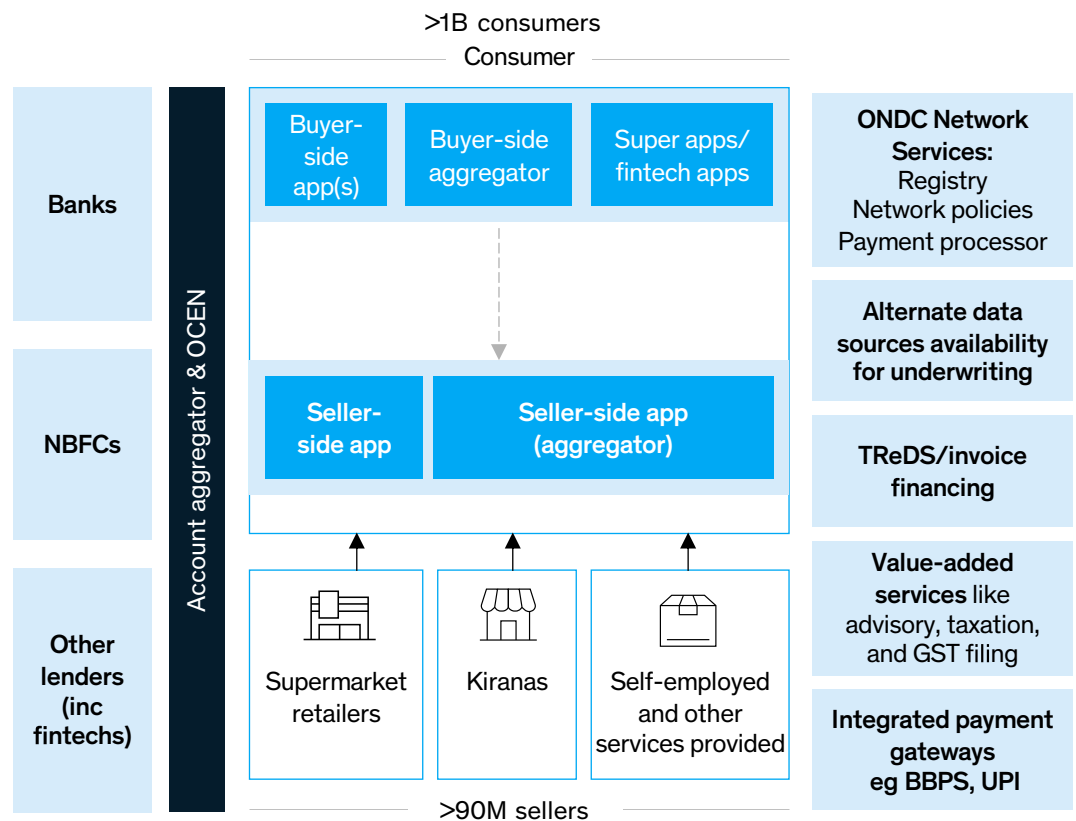 >1B consumers
Consumer
Banks
NBFCs
Other
lenders
(inc
fintechs)
Account aggregator & OCEN
Buyer-
side
app(s)
Buyer-side
aggregator
Super apps/
fintech apps
Seller-
side app
Seller-side app
(aggregator)
Supermarket
retailers
Kiranas
Self-employed
and other
services provided
>90M sellers
ONDC Network
Services:
Registry
Network policies
Payment processor
Alternate data
sources availability
for underwriting
TReDS/invoice
financing
Value-added
services like
advisory, taxation,
and GST filing
Integrated payment
gateways
eg BBPS, UPI